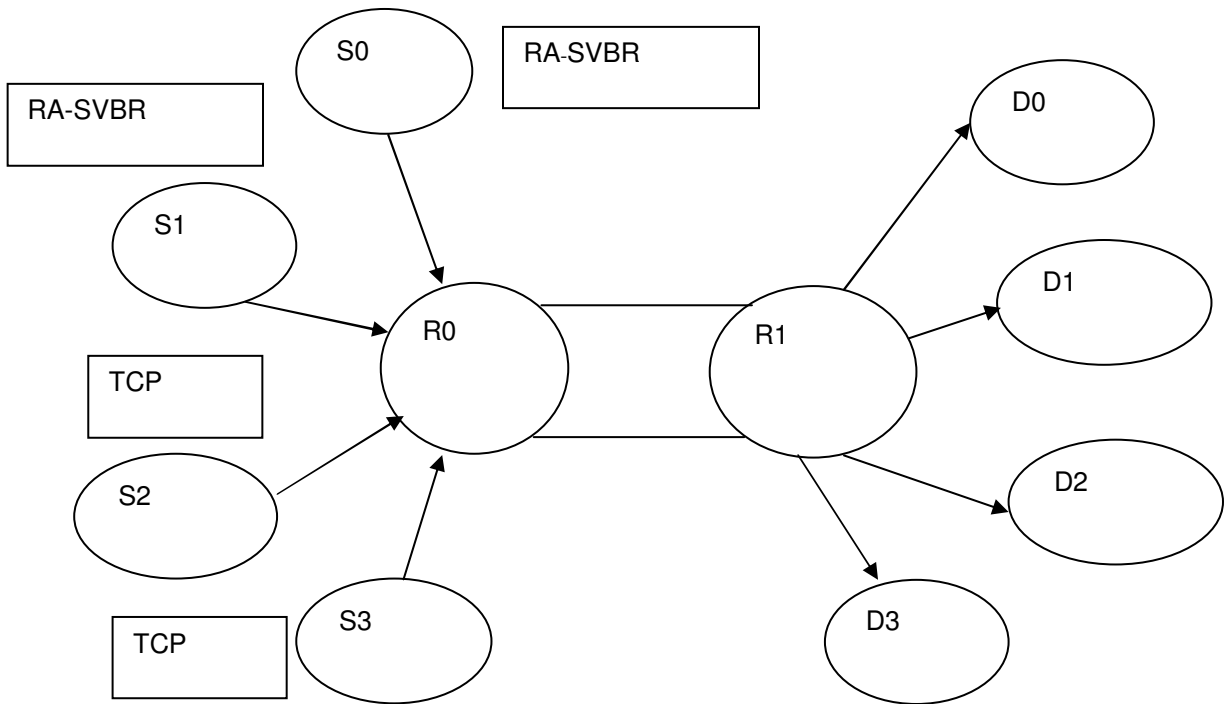 S0
RA-SVBR
RA-SVBR
D0
S1
D1
R0
R1
TCP
S2
D2
TCP
S3
D3